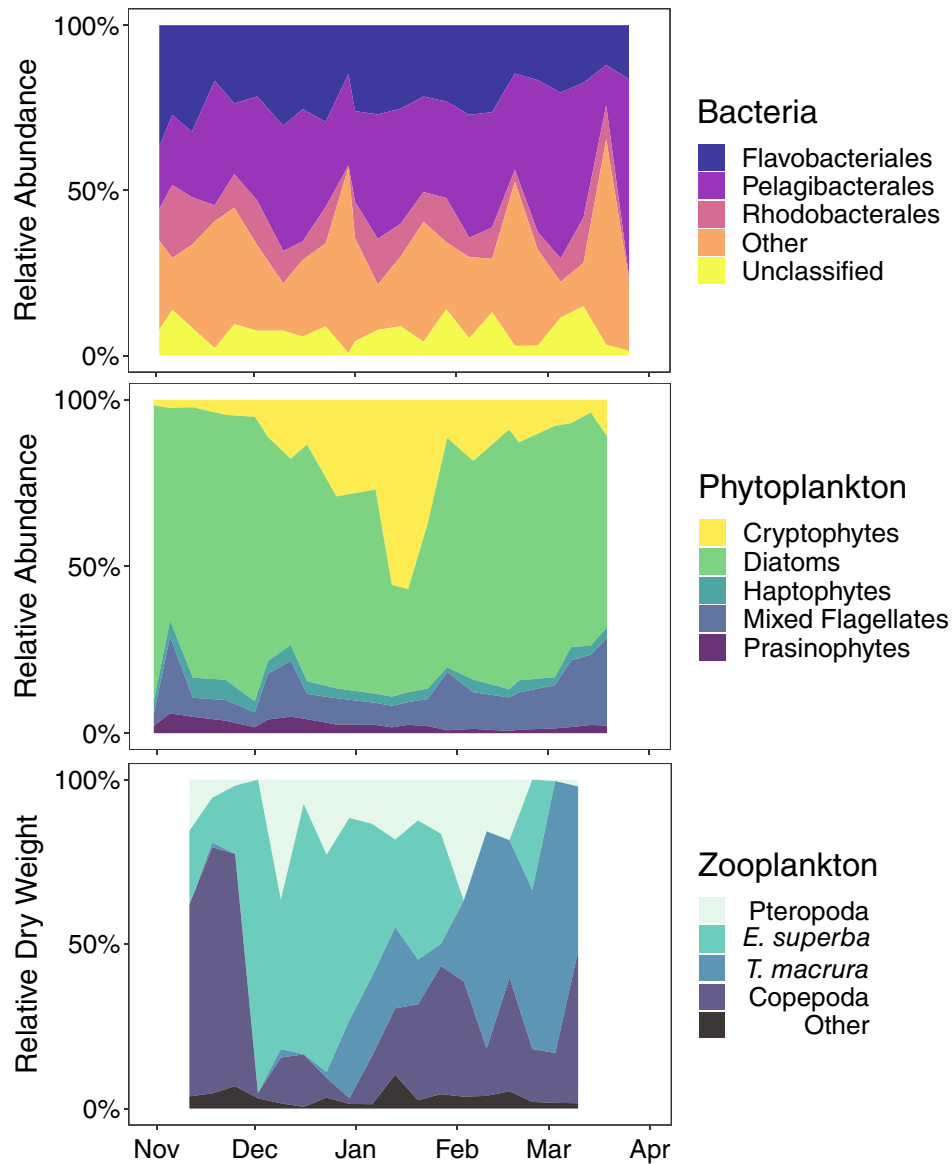 100%
50%
0%
Relative Abundance
Bacteria
Flavobacteriales
Pelagibacterales
Rhodobacterales
Other
Unclassified
100%
50%
0%
Relative Abundance
Phytoplankton
Cryptophytes
Diatoms
Haptophytes
Mixed Flagellates
Prasinophytes
100%
50%
0%
Relative Dry Weight
Zooplankton
Pteropoda
E. superba
T. macrura
Copepoda
Other
Nov Dec Jan Feb Mar Apr